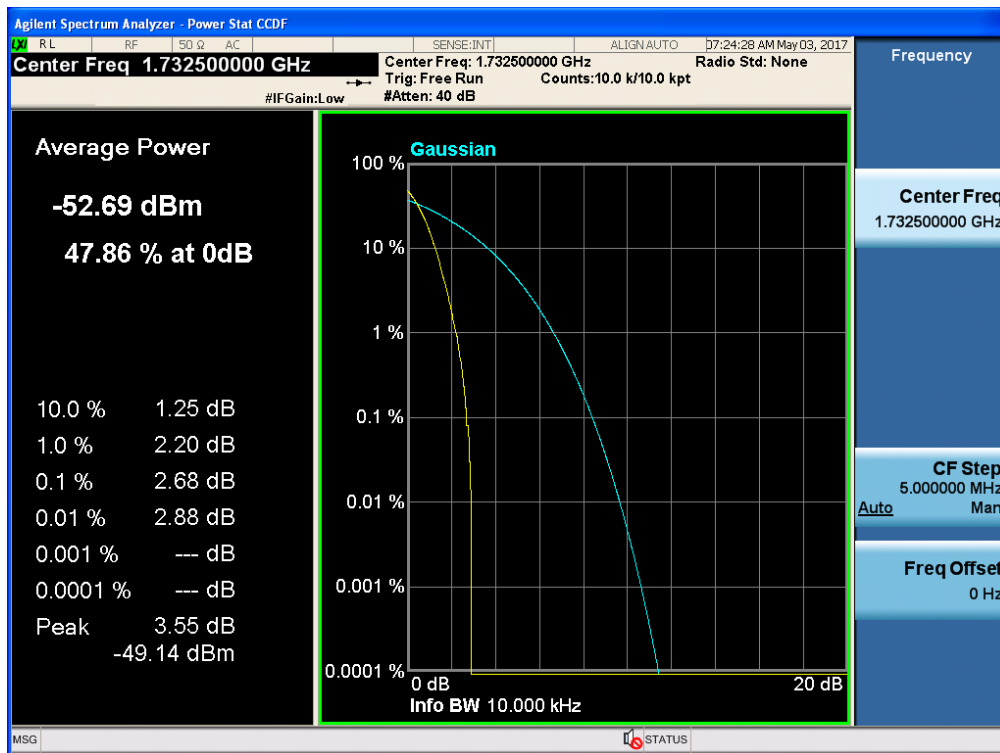 Agilent Spectrum Analyzer - Power Stat CCDF
LXI RL RF 50 Ω AC SENSE:INT ALIGN AUTO 07:24:28 AM May 03, 2017
Center Freq 1.732500000 GHz
Center Freq: 1.732500000 GHz Radio Std: None
Trig: Free Run Counts:10.0 k/10.0 kpt
#IFGain:Low #Atten: 40 dB
Average Power
-52.69 dBm
47.86 % at 0dB
10.0 % 1.25 dB
1.0 % 2.20 dB
0.1 % 2.68 dB
0.01 % 2.88 dB
0.001 % --- dB
0.0001 % --- dB
Peak 3.55 dB
-49.14 dBm
Gaussian
100 %
10 %
1 %
0.1 %
0.01 %
0.001 %
0.0001 %
0 dB 20 dB
Info BW 10.000 kHz
Frequency
Center Freq
1.732500000 GHz
CF Step
5.000000 MHz
Auto Man
Freq Offset
0 Hz
MSG STATUS